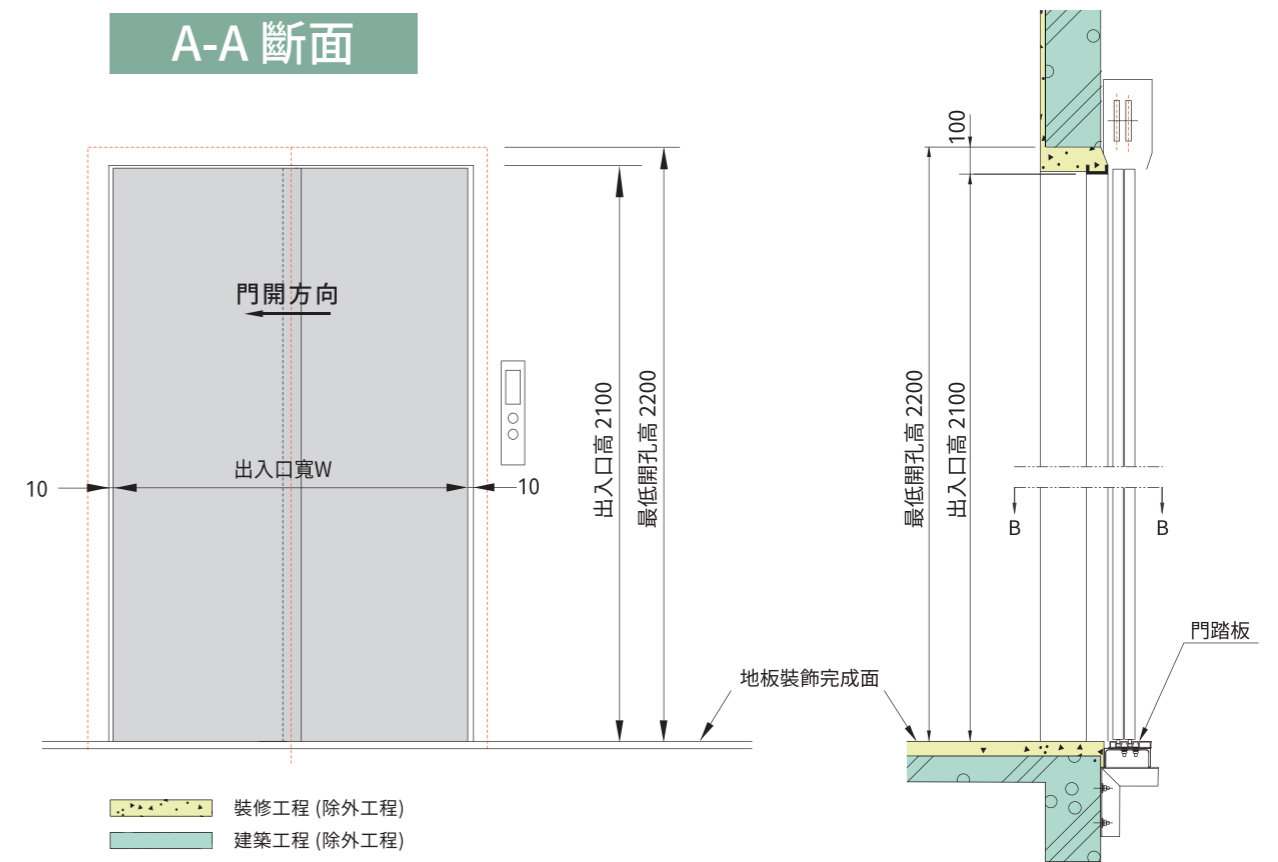 A-A 斷面
100
門開方向
出入口高 2100
最低開孔高 2200
最低開孔高 2200
出入口高 2100
出入口寬W
10
10
B
B
門踏板
地板裝飾完成面
裝修工程 (除外工程)
建築工程 (除外工程)